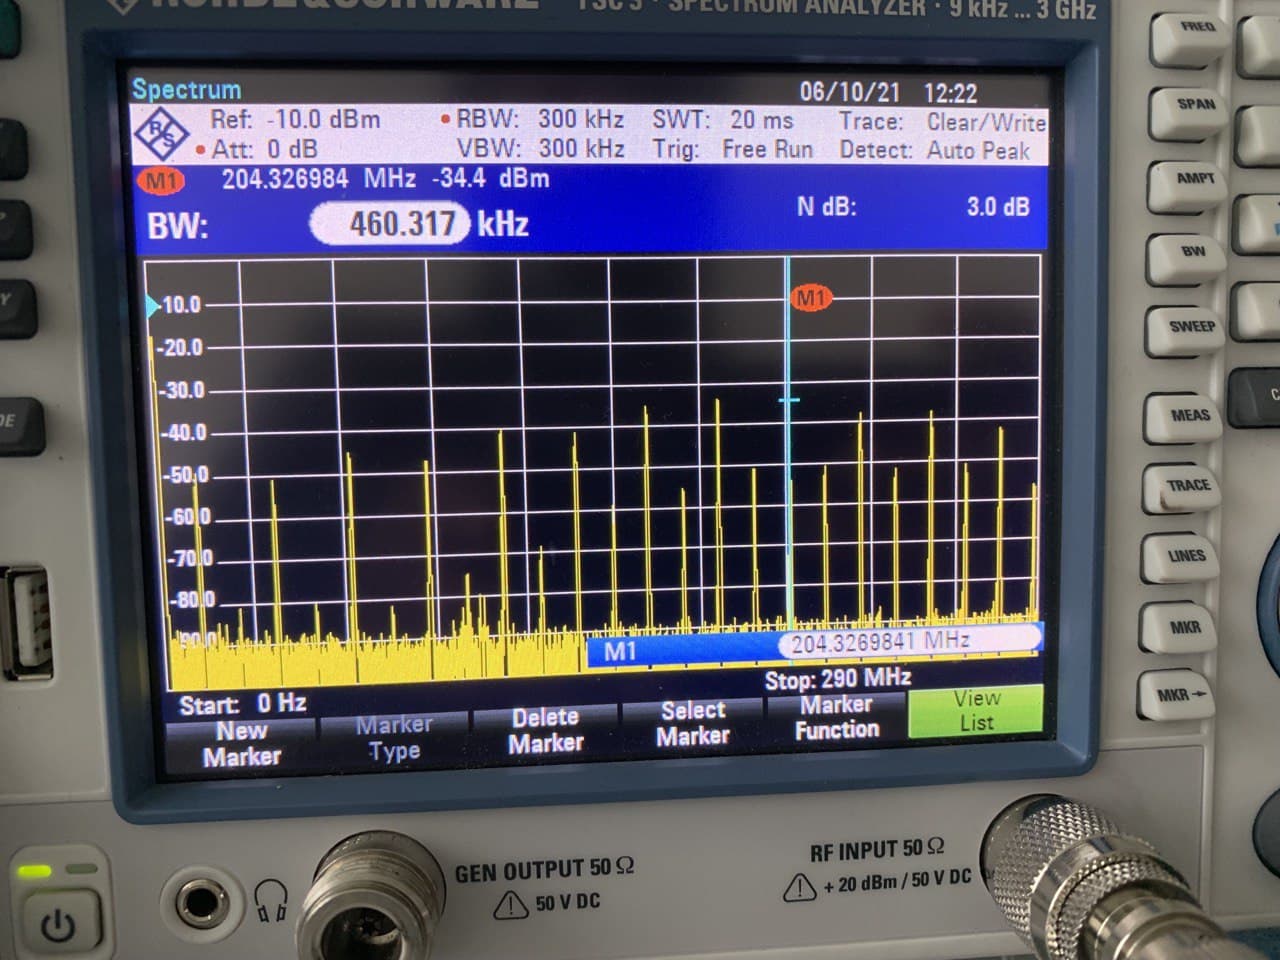 ROHDE&SCHWARZ FSC3 · SPECTRUM ANALYZER · 9 kHz ... 3 GHz
Spectrum 06/10/21 12:22
Ref: -10.0 dBm • RBW: 300 kHz SWT: 20 ms Trace: Clear/Write
• Att: 0 dB VBW: 300 kHz Trig: Free Run Detect: Auto Peak
M1 204.326984 MHz -34.4 dBm
BW: 460.317 kHz N dB: 3.0 dB
M1
-10.0
-20.0
-30.0
-40.0
-50.0
-60.0
-70.0
-80.0
-90.0
M1 204.3269841 MHz
Start: 0 Hz Stop: 290 MHz
New Marker
Marker Type
Delete Marker
Select Marker
Marker Function
View List
FREQ
SPAN
AMPT
BW
SWEEP
MEAS
TRACE
LINES
MKR
MKR→
GEN OUTPUT 50 Ω
50 V DC
RF INPUT 50 Ω
+ 20 dBm / 50 V DC